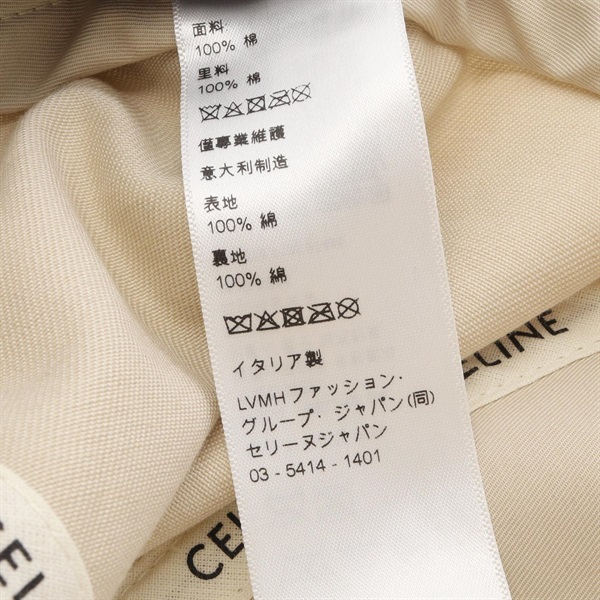 面料
100% 棉
里料
100% 棉
僅專業維護
意大利制造
表地
100% 綿
裏地
100% 綿
イタリア製
LVMHファッション・
グループ・ジャパン(同)
セリーヌジャパン
03 - 5414 - 1401
ELINE
CEL
CEL